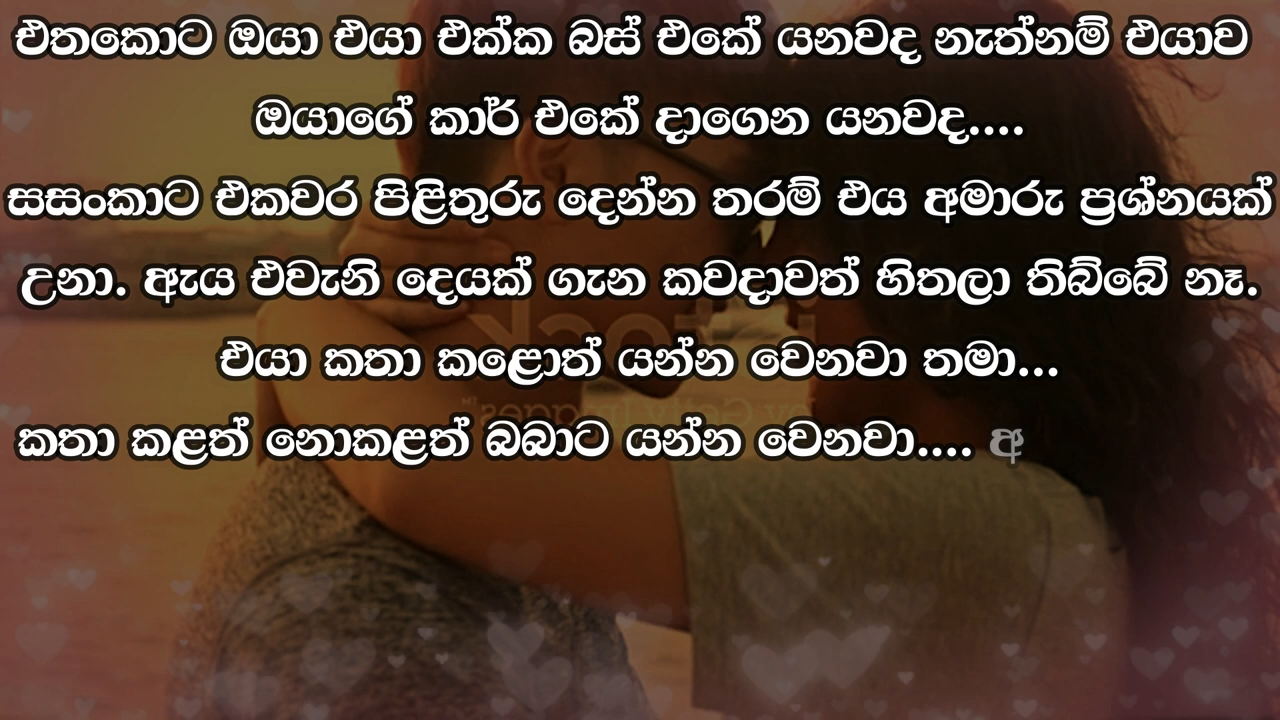 එතකොට ඔයා එයා එක්ක බස් එකේ යනවද නැත්නම් එයාව
ඔයාගේ කාර් එකේ දාගෙන යනවද....
සසංකාට එකවර පිළිතුරු දෙන්න තරම් එය අමාරු ප්‍රශ්නයක්
උනා. ඇය එවැනි දෙයක් ගැන කවදාවත් හිතලා තිබ්බේ නෑ.
එයා කතා කළොත් යන්න වෙනවා තමා...
කතා කළත් නොකළත් බබාට යන්න වෙනවා.... අ